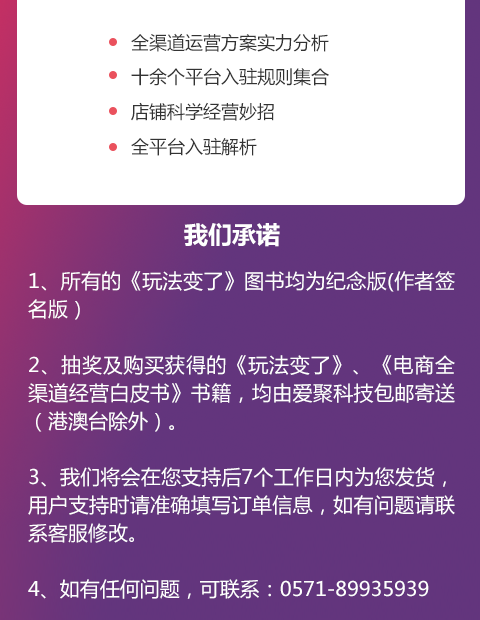 全渠道运营方案实力分析
十余个平台入驻规则集合
店铺科学经营妙招
全平台入驻解析
我们承诺
1、所有的《玩法变了》图书均为纪念版(作者签
名版）
2、抽奖及购买获得的《玩法变了》、《电商全
渠道经营白皮书》书籍，均由爱聚科技包邮寄送
（港澳台除外）。
3、我们将会在您支持后7个工作日内为您发货，
用户支持时请准确填写订单信息，如有问题请联
系客服修改。
4、如有任何问题，可联系：0571-89935939